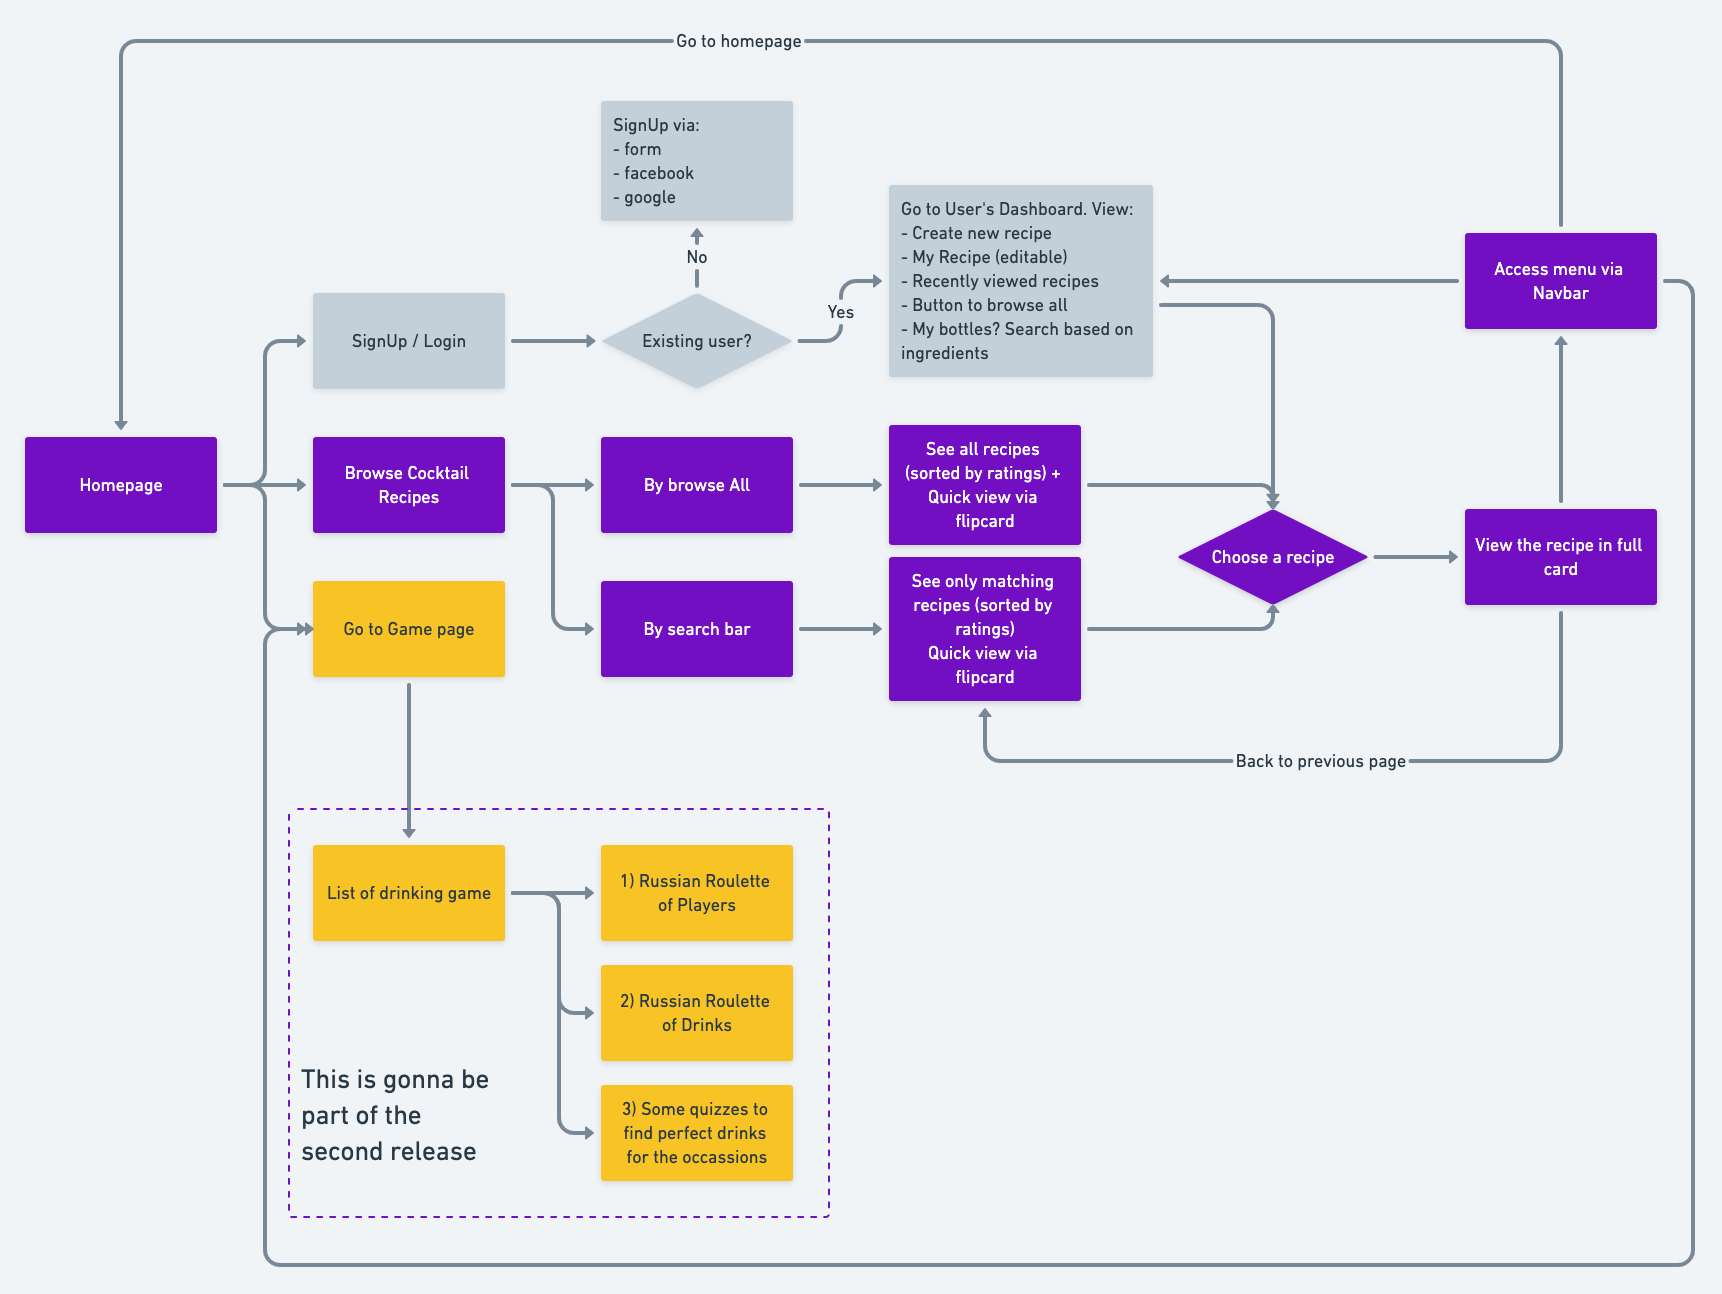 Go to homepage
SignUp via:
- form
- facebook
- google
No
Go to User's Dashboard. View:
- Create new recipe
- My Recipe (editable)
- Recently viewed recipes
- Button to browse all
- My bottles? Search based on
ingredients
Access menu via
Navbar
Yes
SignUp / Login
Existing user?
Homepage
Browse Cocktail
Recipes
By browse All
See all recipes
(sorted by ratings) +
Quick view via
flipcard
Choose a recipe
View the recipe in full
card
Go to Game page
By search bar
See only matching
recipes (sorted by
ratings)
Quick view via
flipcard
Back to previous page
List of drinking game
1) Russian Roulette
of Players
2) Russian Roulette
of Drinks
This is gonna be
part of the
second release
3) Some quizzes to
find perfect drinks
for the occassions